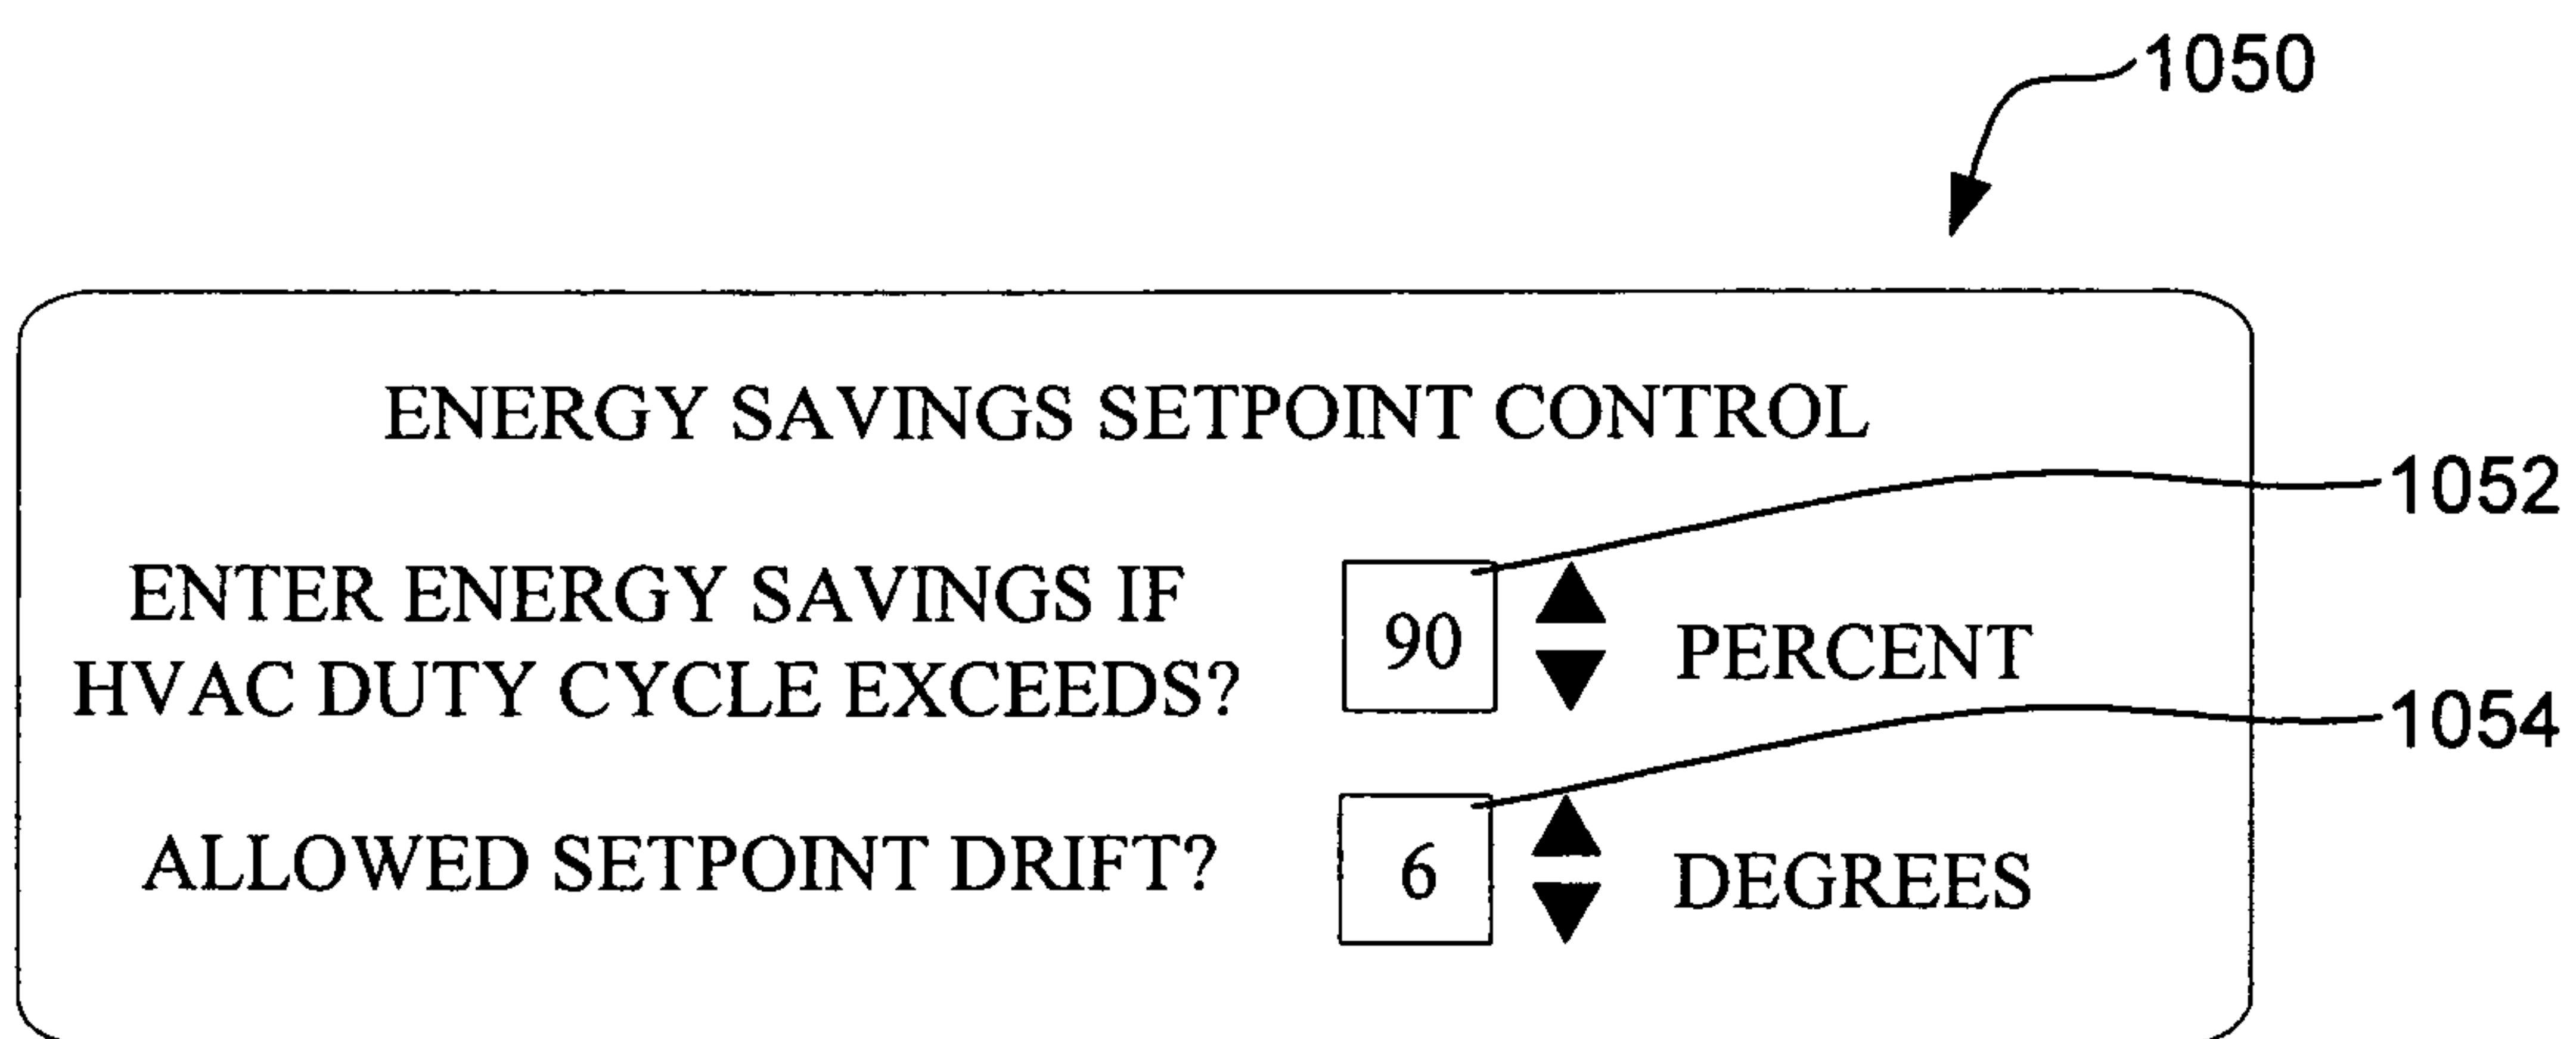 1050
ENERGY SAVINGS SETPOINT CONTROL
1052
ENTER ENERGY SAVINGS IF
HVAC DUTY CYCLE EXCEEDS?
90
PERCENT
1054
ALLOWED SETPOINT DRIFT?
6
DEGREES